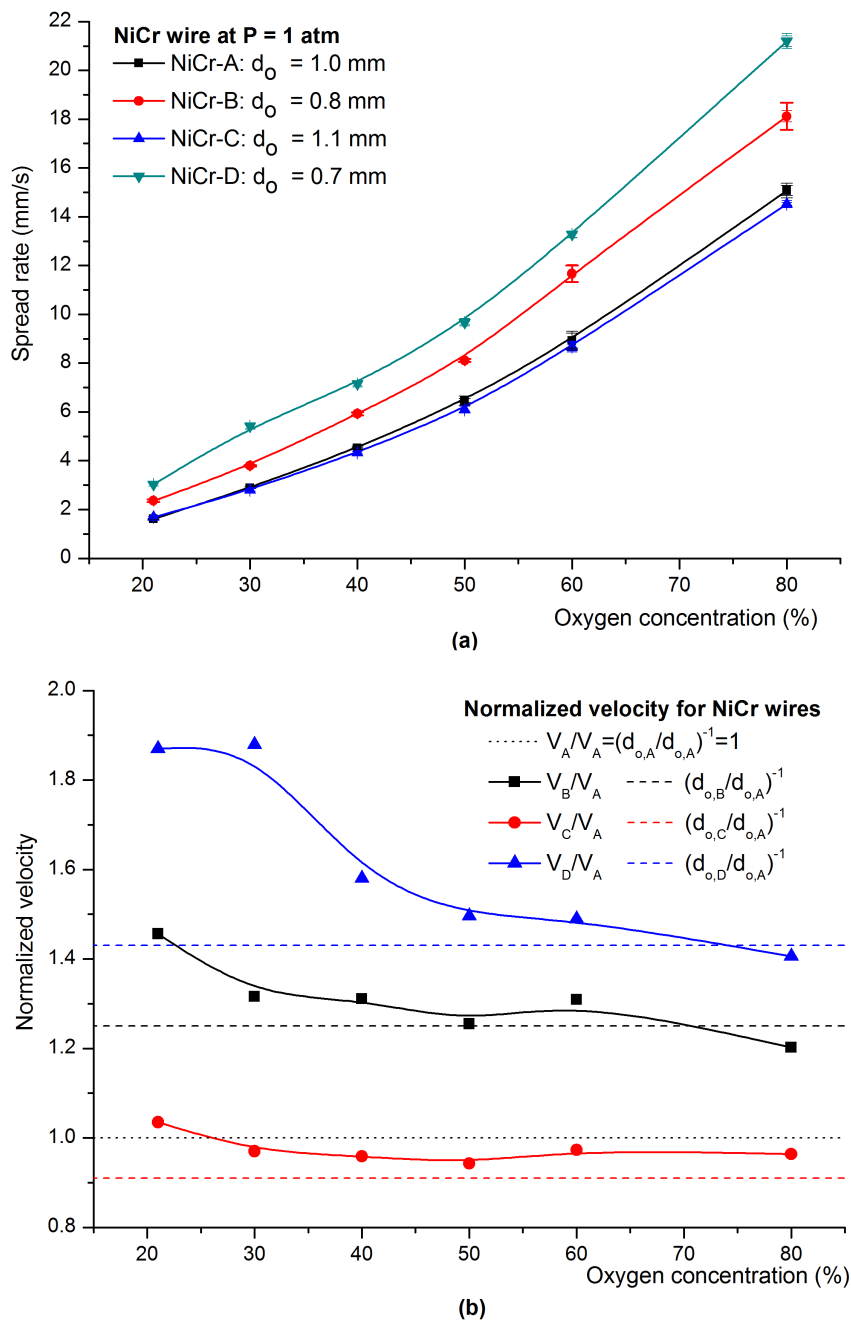 22
20
18
16
14
12
10
8
6
4
2
0
Spread rate (mm/s)
NiCr wire at P = 1 atm
NiCr-A: do = 1.0 mm
NiCr-B: do = 0.8 mm
NiCr-C: do = 1.1 mm
NiCr-D: do = 0.7 mm
20 30 40 50 60 70 80
Oxygen concentration (%)
(a)
2.0
1.8
1.6
1.4
1.2
1.0
0.8
Normalized velocity
Normalized velocity for NiCr wires
VA/VA=(do,A/do,A)-1=1
VB/VA (do,B/do,A)-1
VC/VA (do,C/do,A)-1
VD/VA (do,D/do,A)-1
20 30 40 50 60 70 80
Oxygen concentration (%)
(b)